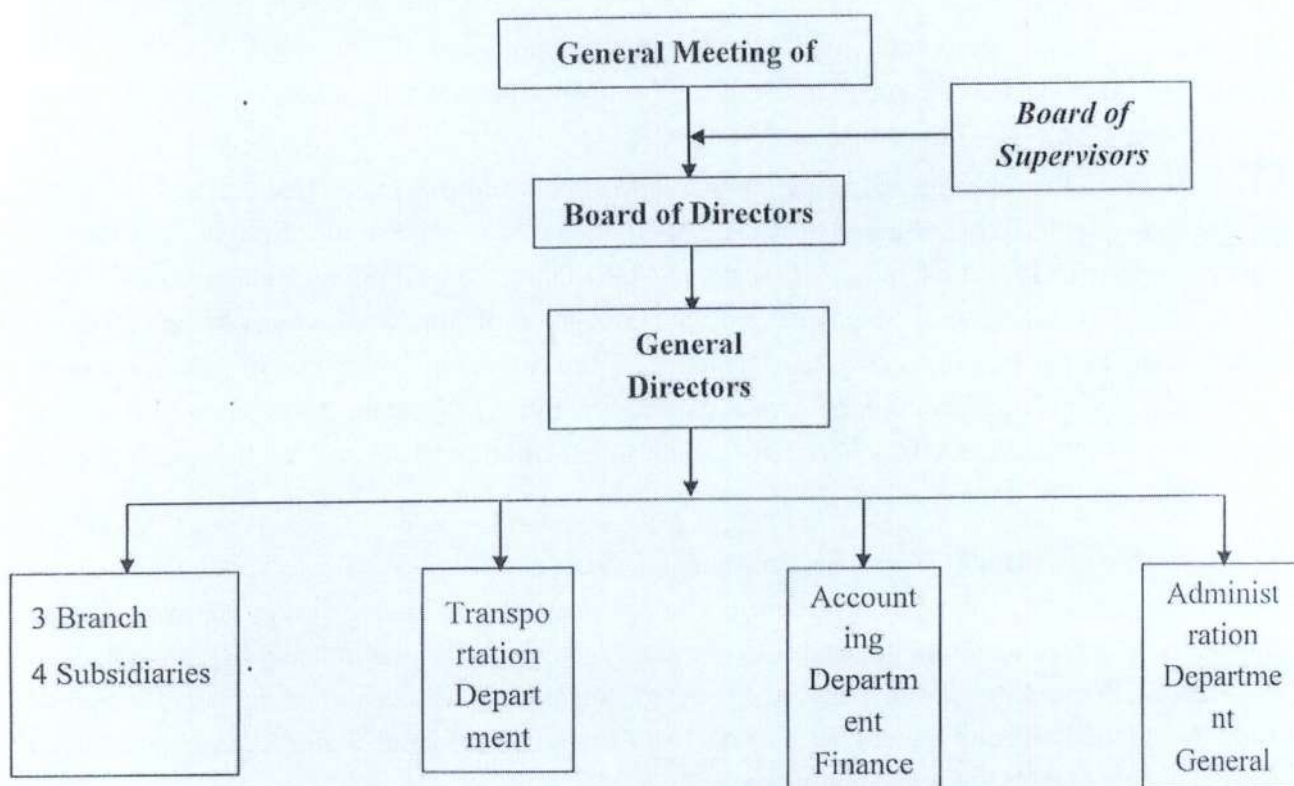 General Meeting of
Board of
Supervisors
Board of Directors
General
Directors
3 Branch
4 Subsidiaries
Transpo
rtation
Depart
ment
Account
ing
Departm
ent
Finance
Administ
ration
Departme
nt
General